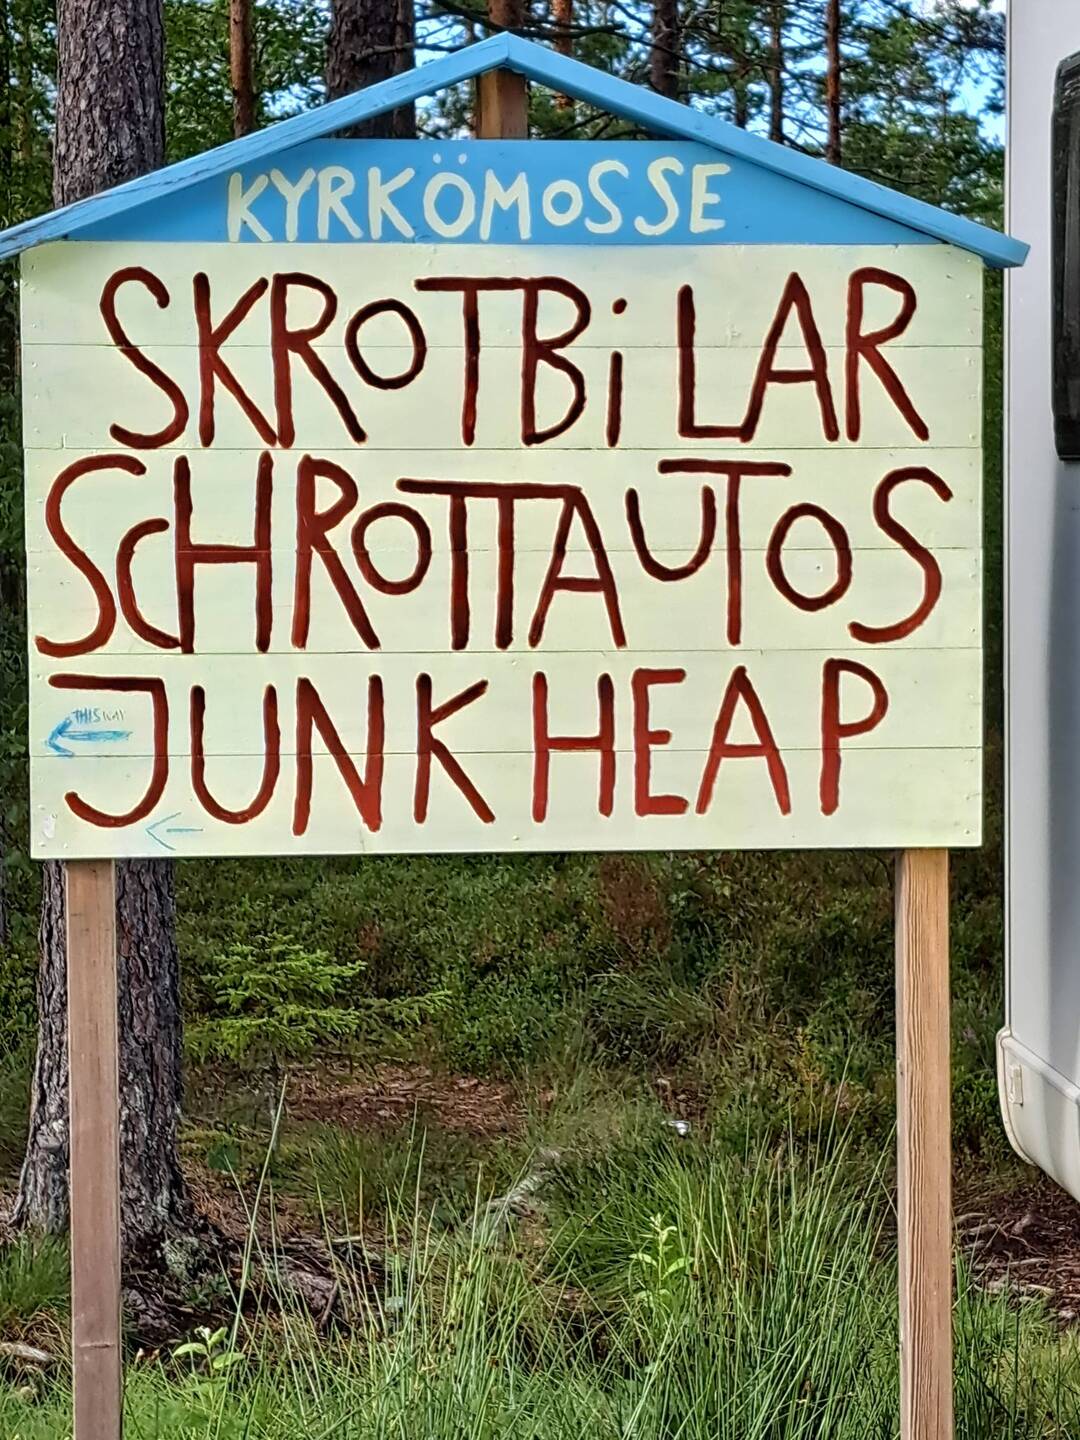 KYRKÖMOSSE
SKROTBiLAR
SCHROTTAUTOS
JUNK HEAP
THIS WAY